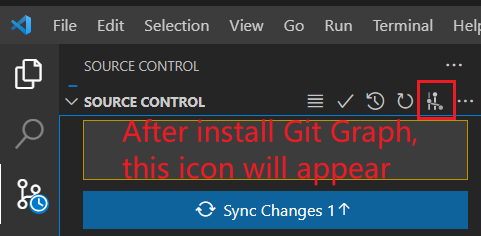 File Edit Selection View Go Run Terminal Help
SOURCE CONTROL
SOURCE CONTROL
After install Git Graph,
this icon will appear
Sync Changes 1↑